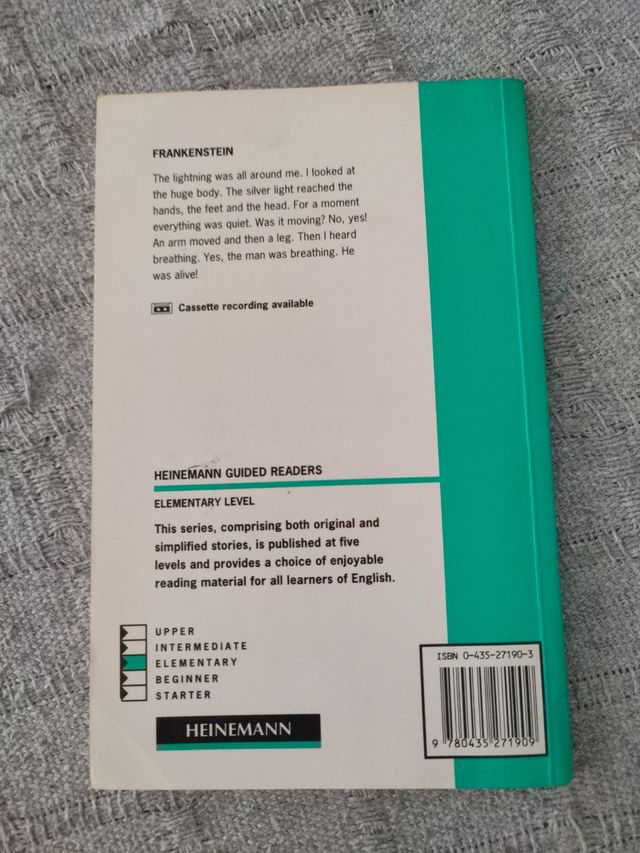 FRANKENSTEIN
The lightning was all around me. I looked at
the huge body. The silver light reached the
hands, the feet and the head. For a moment
everything was quiet. Was it moving? No, yes!
An arm moved and then a leg. Then I heard
breathing. Yes, the man was breathing. He
was alive!
Cassette recording available
HEINEMANN GUIDED READERS
ELEMENTARY LEVEL
This series, comprising both original and
simplified stories, is published at five
levels and provides a choice of enjoyable
reading material for all learners of English.
UPPER
INTERMEDIATE
ELEMENTARY
BEGINNER
STARTER
HEINEMANN
ISBN 0-435-27190-3
9 780435 271909